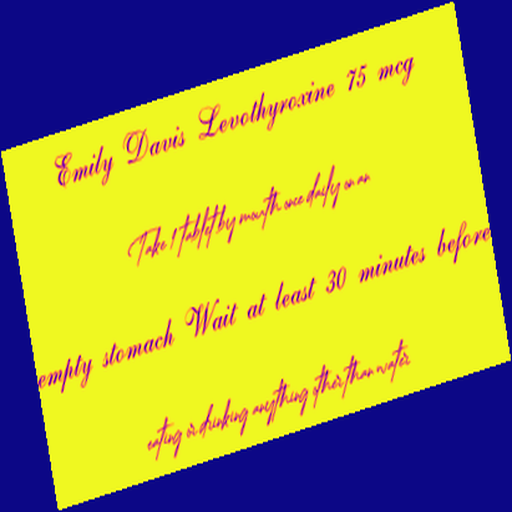 Emily Davis Levothyroxine 75 mcg
Take 1 tablet by mouth once daily on an
empty stomach Wait at least 30 minutes before
eating or drinking anything other than water